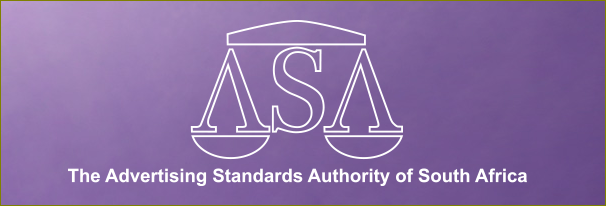 ASA
The Advertising Standards Authority of South Africa